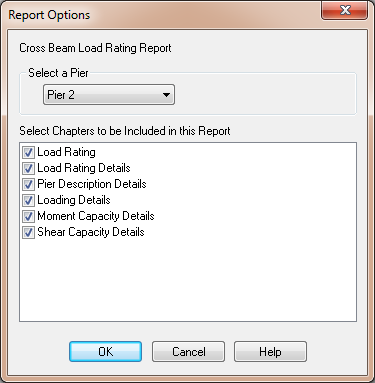 Report Options
Cross Beam Load Rating Report
Select a Pier
Pier 2
Select Chapters to be Included in this Report
Load Rating
Load Rating Details
Pier Description Details
Loading Details
Moment Capacity Details
Shear Capacity Details
OK Cancel Help